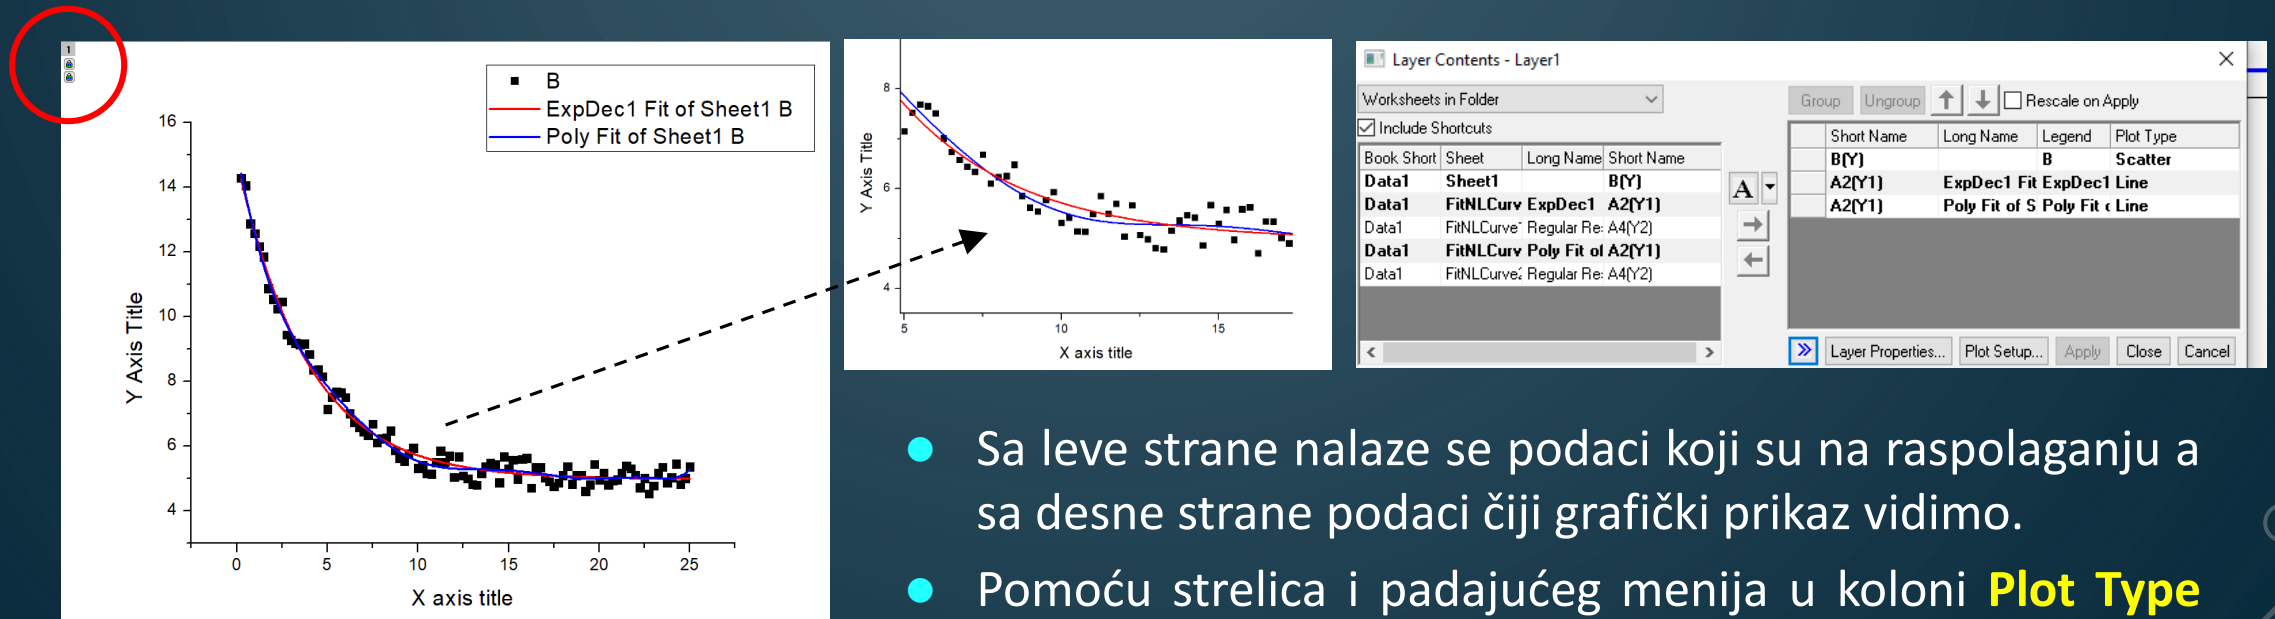 1
B
ExpDec1 Fit of Sheet1 B
Poly Fit of Sheet1 B
16
14
12
10
8
6
4
Y Axis Title
0 5 10 15 20 25
X axis title
8
6
4
Y Axis Title
5 10 15
X axis title
Layer Contents - Layer1
Worksheets in Folder
Include Shortcuts
Book Short Sheet Long Name Short Name
Data1 Sheet1 B(Y)
Data1 FitNLCurv ExpDec1 A2(Y1)
Data1 FitNLCurve1 Regular Re: A4(Y2)
Data1 FitNLCurv Poly Fit of A2(Y1)
Data1 FitNLCurve2 Regular Re: A4(Y2)
A
Group Ungroup Rescale on Apply
Short Name Long Name Legend Plot Type
B(Y) B Scatter
A2(Y1) ExpDec1 Fit ExpDec1 Line
A2(Y1) Poly Fit of S Poly Fit Line
Layer Properties... Plot Setup... Apply Close Cancel
Sa leve strane nalaze se podaci koji su na raspolaganju a
sa desne strane podaci čiji grafički prikaz vidimo.
Pomoću strelica i padajućeg menija u koloni Plot Type